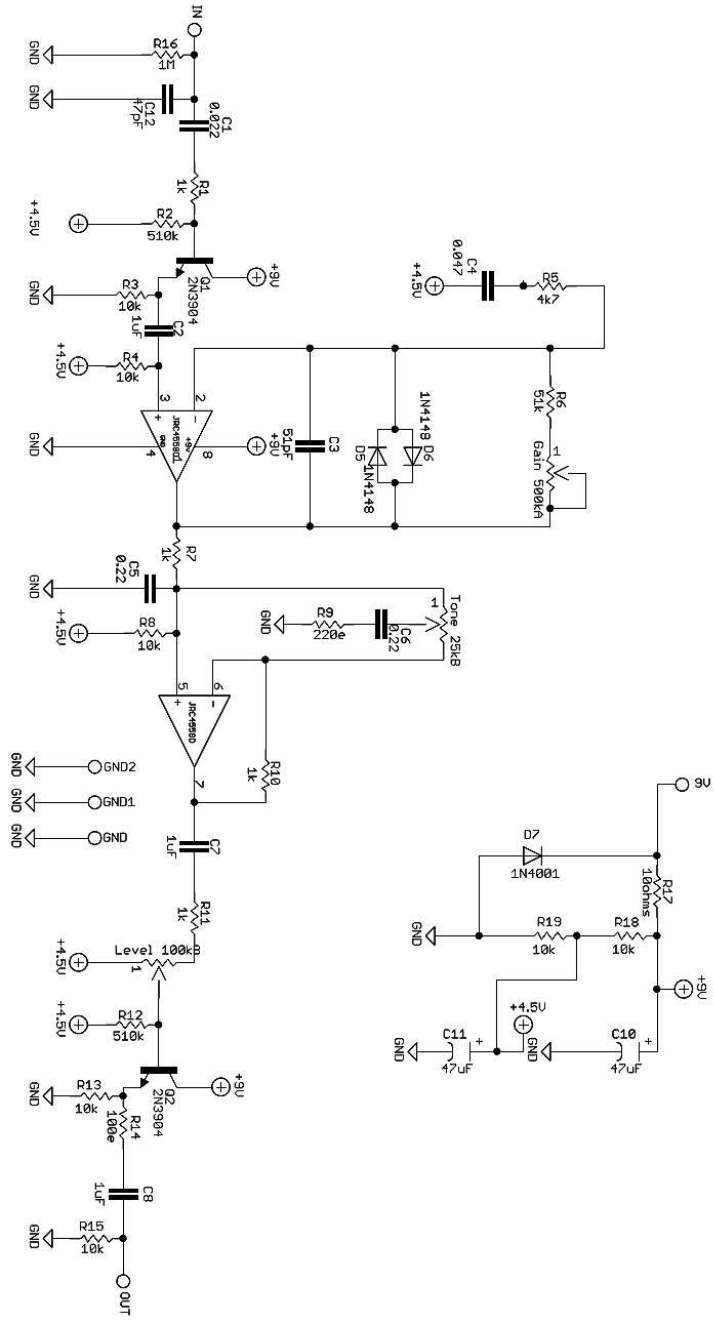 IN
GND
R16
1M
GND
C12
47pF
C1
0.022
R1
1k
+4.5V
R2
510k
Q1
2N3904
+9V
GND
R3
10k
C2
1uF
+4.5V
R4
10k
3
2
+
-
JRC4558D1
+9v
GND
4
8
GND
+9V
+4.5V
C4
0.047
R5
4k7
C3
51pF
1N4148
D6
D5
1N4148
R6
51k
1
Gain 500kA
R7
1k
GND
C5
0.22
+4.5V
R8
10k
GND
R9
220e
C6
0.22
1
Tone 25kB
5
6
+
-
JRC4558D
7
R10
1k
GND
GND2
GND
GND1
GND
GND
C7
1uF
R11
1k
+4.5V
Level 100kB
1
+4.5V
R12
510k
Q2
2N3904
+9V
GND
R13
10k
R14
100e
C8
1uF
GND
R15
10k
OUT
9V
D7
1N4001
R17
10ohms
GND
R19
10k
R18
10k
+9V
+4.5V
GND
C11
+
47uF
GND
C10
+
47uF